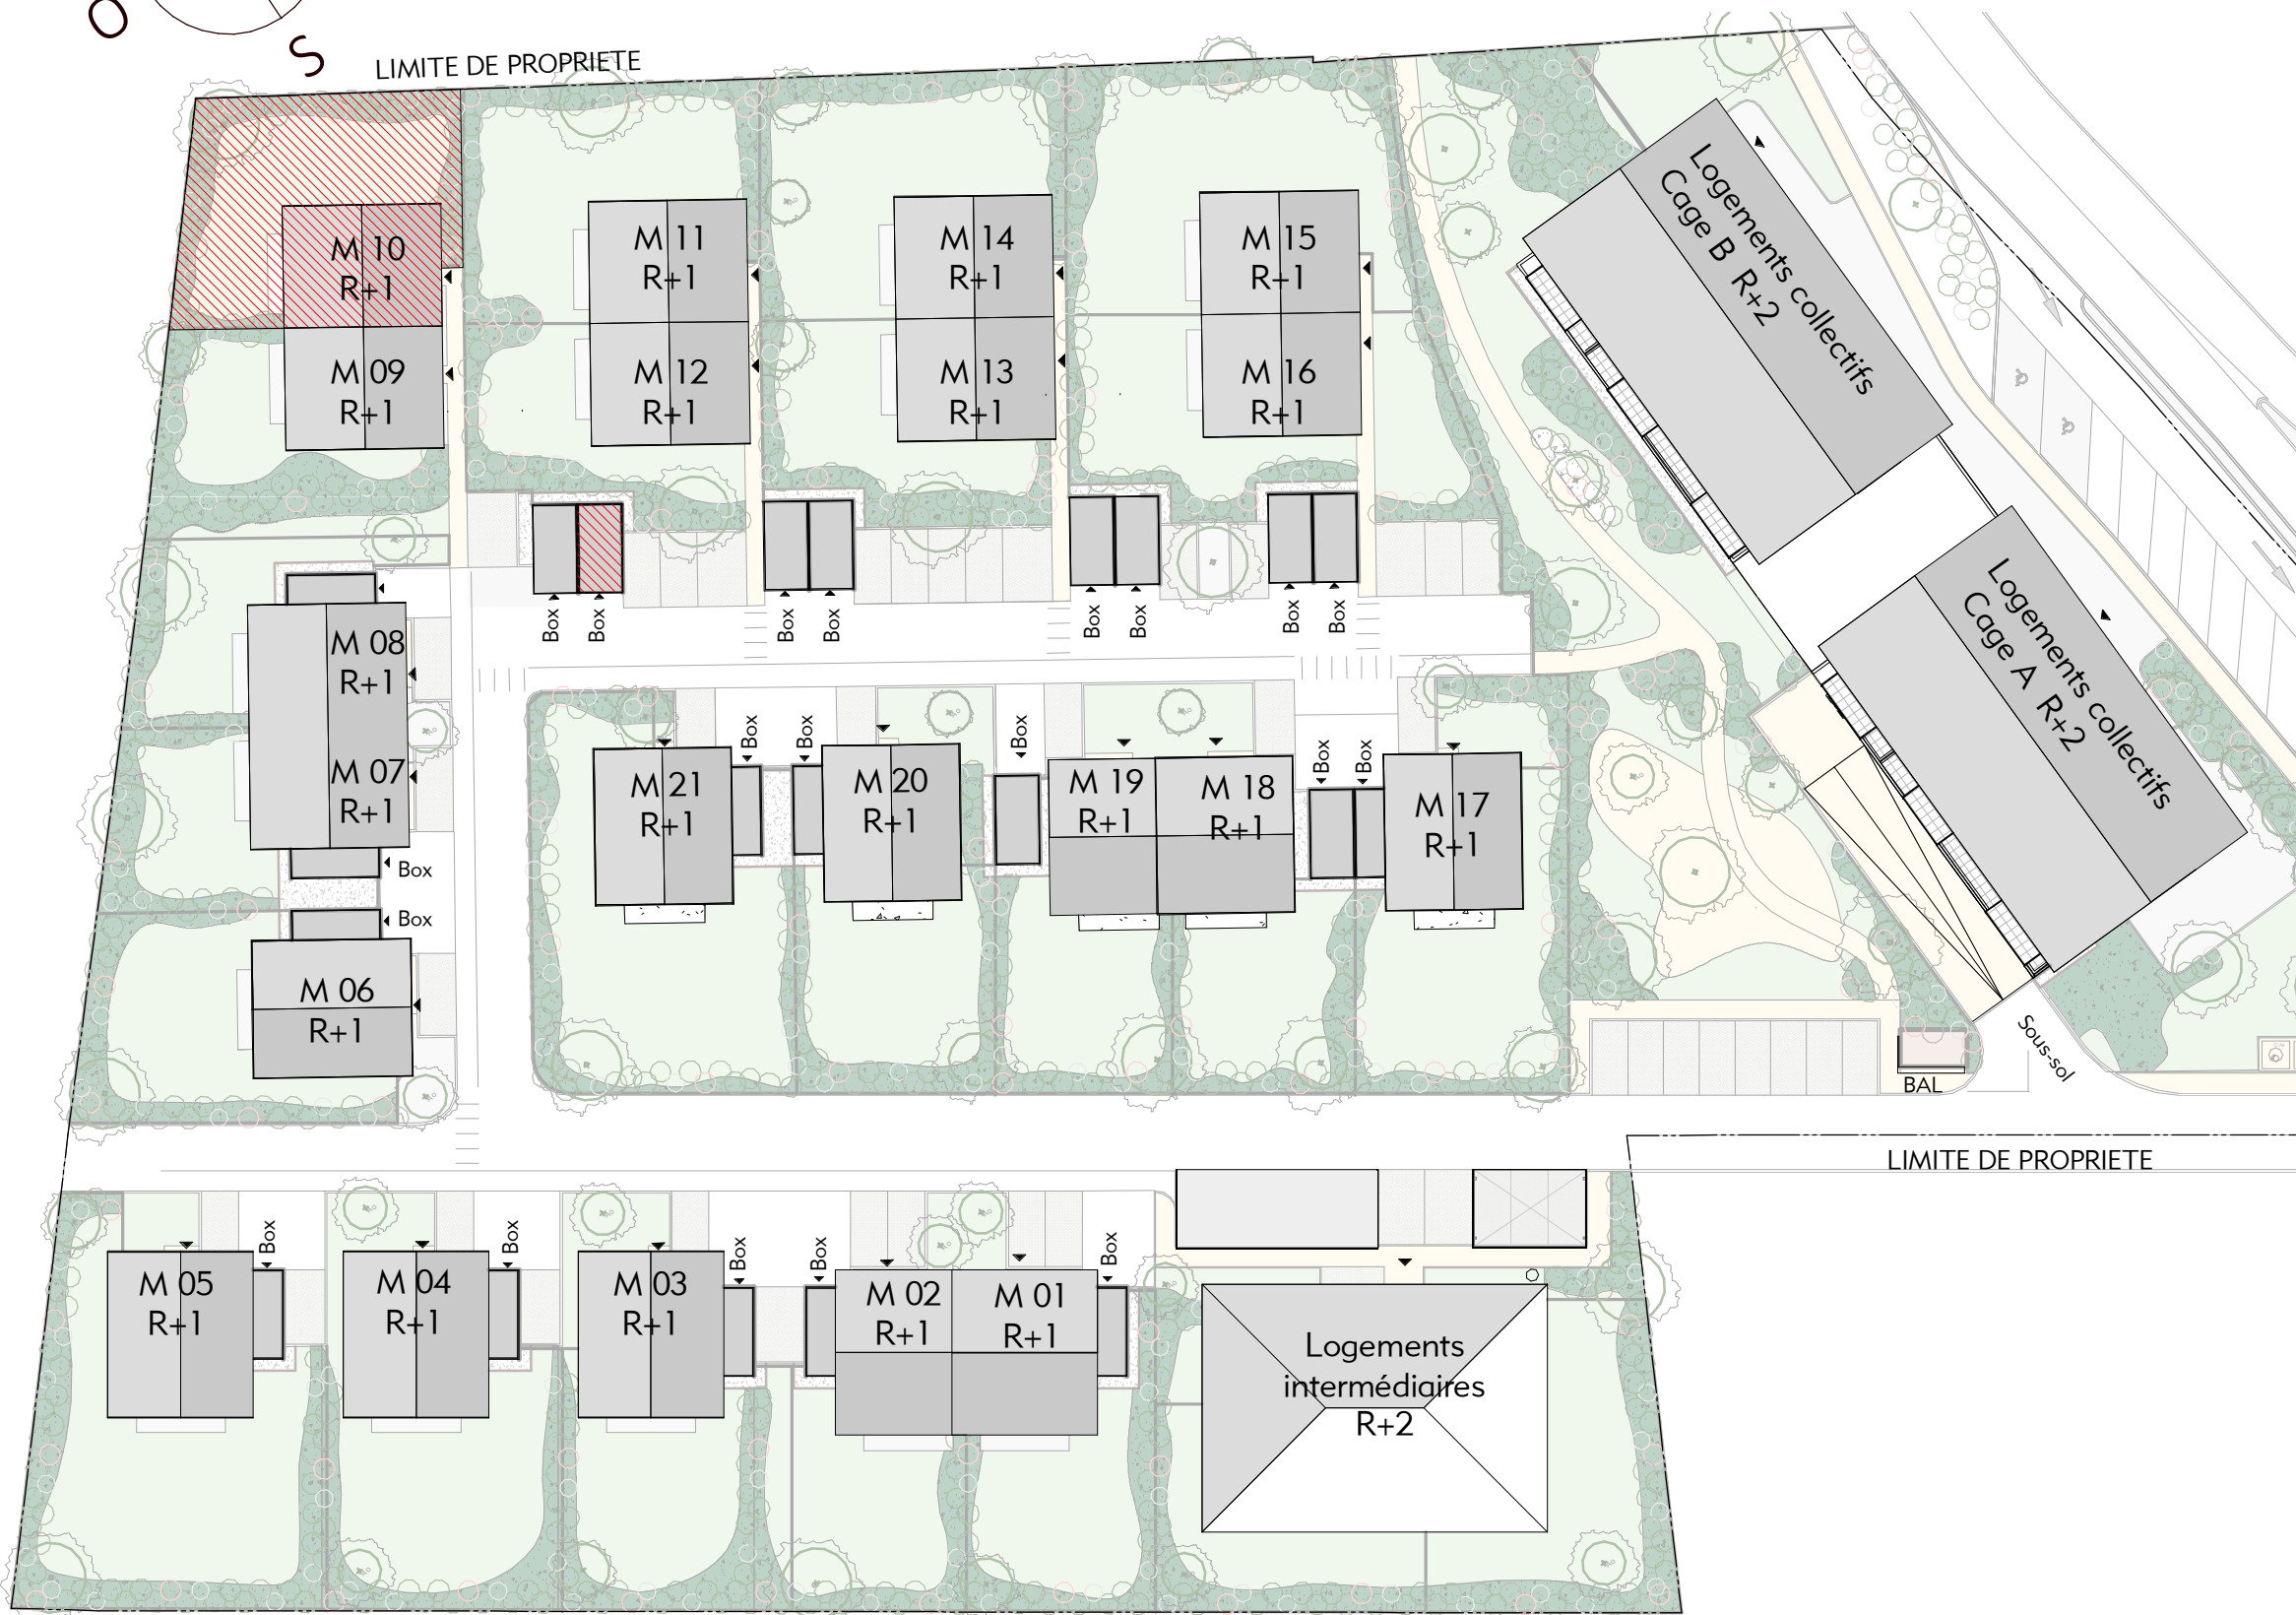 O
S
LIMITE DE PROPRIETE
M 10
R+1
M 11
R+1
M 14
R+1
M 15
R+1
Logements collectifs
Cage B R+2
M 09
R+1
M 12
R+1
M 13
R+1
M 16
R+1
Box
Box
Box
Box
Box
Box
Box
Box
Logements collectifs
Cage A R+2
M 08
R+1
M 07
R+1
Box
Box
M 06
R+1
Box
Box
Box
Box
Box
M 21
R+1
M 20
R+1
M 19
R+1
M 18
R+1
M 17
R+1
Sous-sol
BAL
LIMITE DE PROPRIETE
Box
Box
Box
Box
Box
M 05
R+1
M 04
R+1
M 03
R+1
M 02
R+1
M 01
R+1
Logements
intermédiaires
R+2